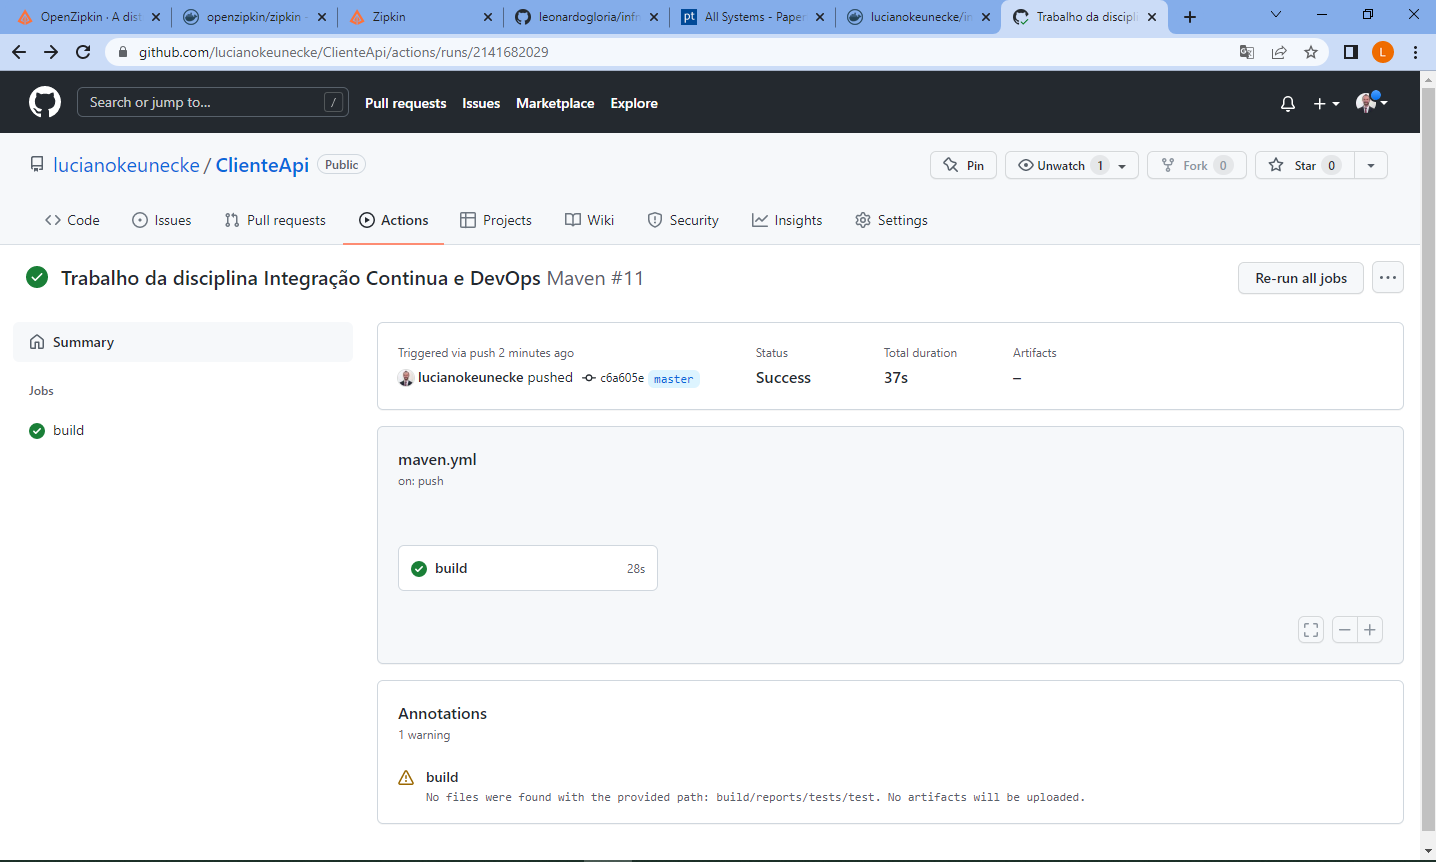 OpenZipkin · A dist
openzipkin/zipkin -
Zipkin
leonardogloria/infn
All Systems - Paper
lucianokeunecke/in
Trabalho da discipli
github.com/lucianokeunecke/ClienteApi/actions/runs/2141682029
L
Search or jump to... /
Pull requests Issues Marketplace Explore
lucianokeunecke / ClienteApi Public
Pin Unwatch 1 Fork 0 Star 0
Code Issues Pull requests Actions Projects Wiki Security Insights Settings
Trabalho da disciplina Integração Continua e DevOps Maven #11
Re-run all jobs
Summary
Jobs
build
Triggered via push 2 minutes ago
lucianokeunecke pushed c6a605e master
Status
Success
Total duration
37s
Artifacts
–
maven.yml
on: push
build 28s
Annotations
1 warning
build
No files were found with the provided path: build/reports/tests/test. No artifacts will be uploaded.